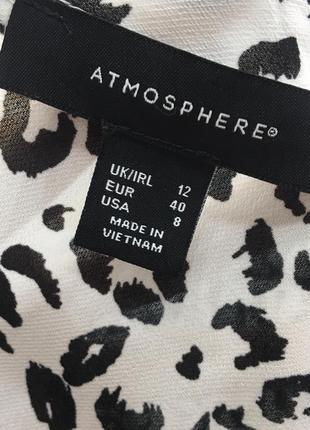 ATMOSPHERE®
UK/IRL 12
EUR 40
USA 8
MADE IN
VIETNAM